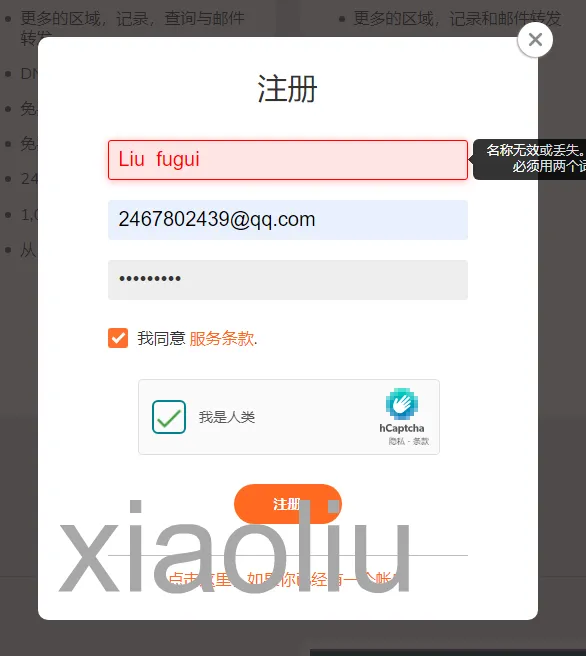 更多的区域，记录，查询与邮件
转发
更多的区域，记录和邮件转发
DN
免
免
24
1,0
从
注册
Liu  fugui
名称无效或丢失。
必须用两个词
2467802439@qq.com
•••••••••
我同意 服务条款.
我是人类
hCaptcha
隐私 - 条款
注册
xiaoliu
点击这里，如果你已经有一个帐户